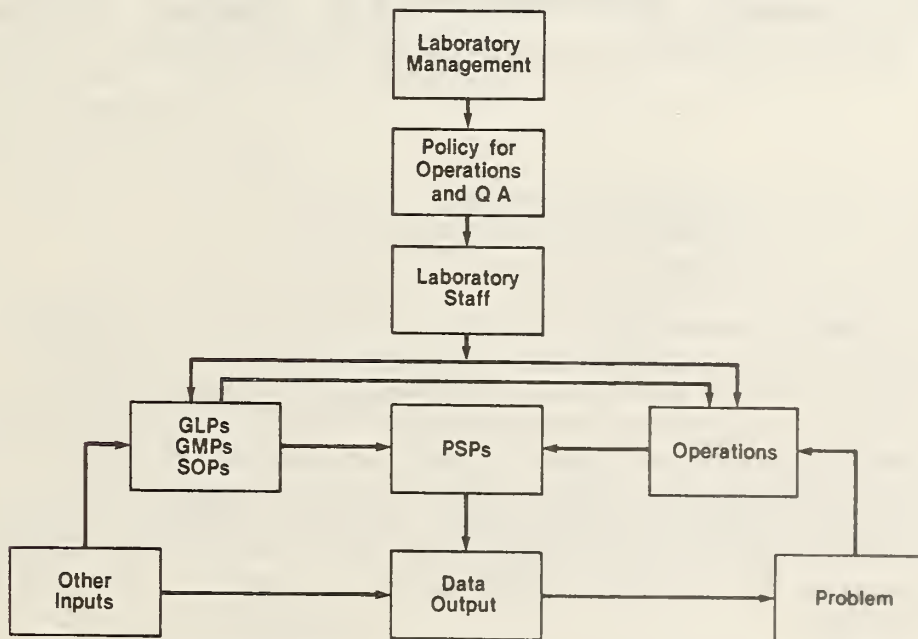 Laboratory
Management
Policy for
Operations
and Q A
Laboratory
Staff
GLPs
GMPs
SOPs
PSPs
Operations
Other
Inputs
Data
Output
Problem